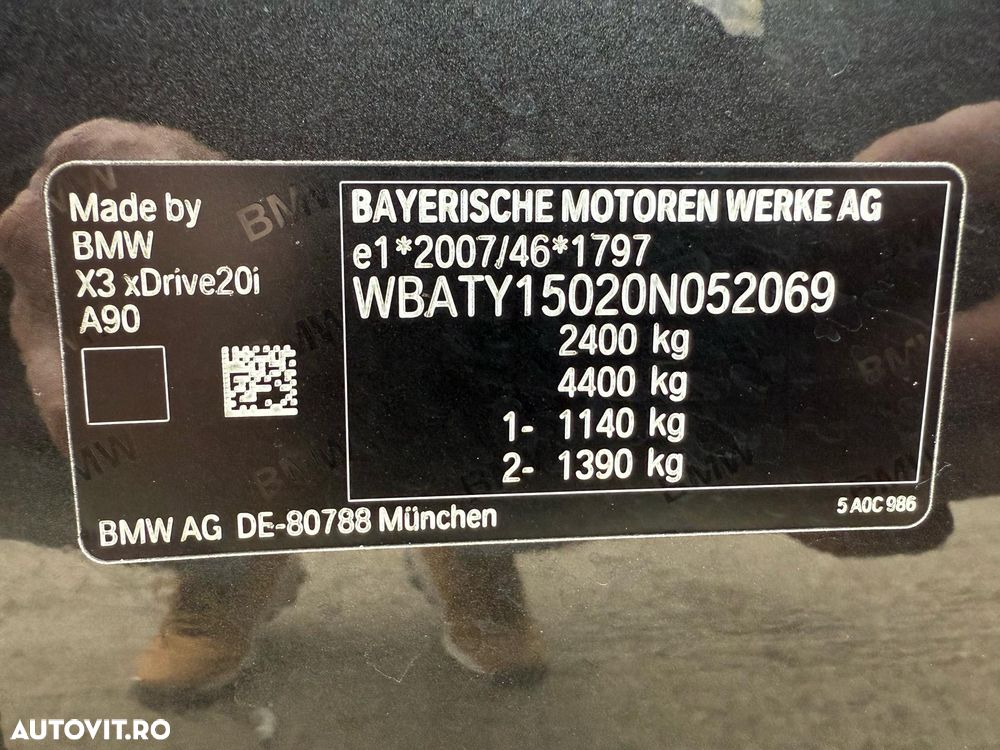 Made by
BMW
X3 xDrive20i
A90
BAYERISCHE MOTOREN WERKE AG
e1*2007/46*1797
WBATY15020N052069
2400 kg
4400 kg
1- 1140 kg
2- 1390 kg
5 A0C 986
BMW AG DE-80788 München
AUTOVIT.RO